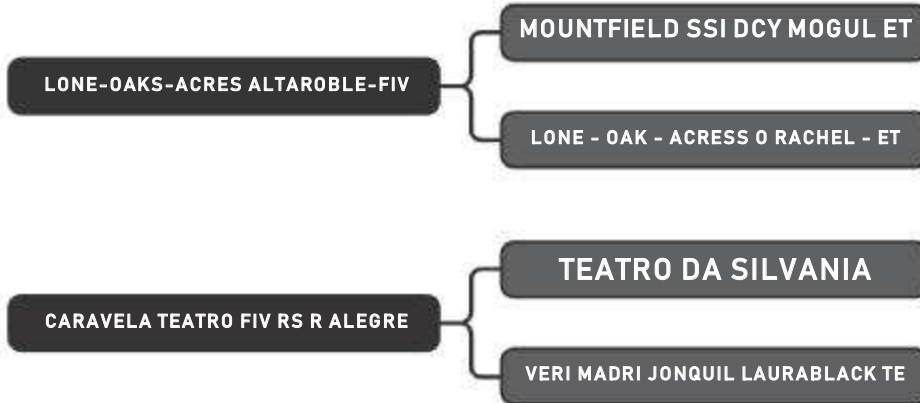 MOUNTFIELD SSI DCY MOGUL ET
LONE-OAKS-ACRES ALTAROBLE-FIV
LONE - OAK - ACRESS O RACHEL - ET
TEATRO DA SILVANIA
CARAVELA TEATRO FIV RS R ALEGRE
VERI MADRI JONQUIL LAURABLACK TE